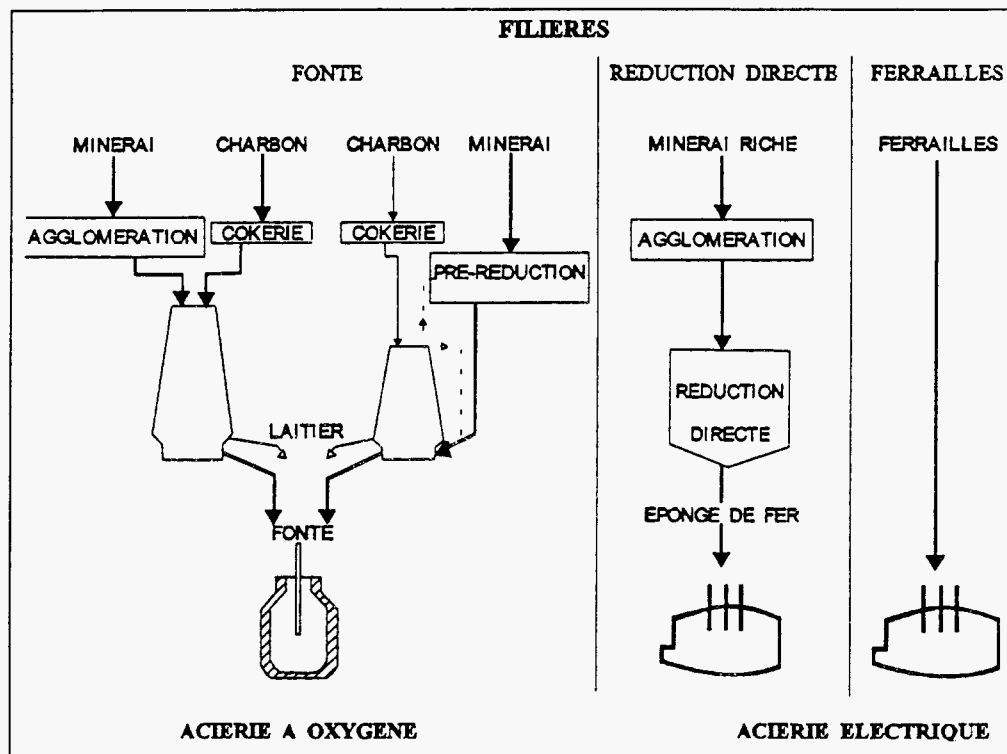 FILIERES
FONTE
REDUCTION DIRECTE
FERRAILLES
MINERAI
CHARBON
CHARBON
MINERAI
MINERAI RICHE
FERRAILLES
AGGLOMERATION
COKERIE
COKERIE
PRE-REDUCTION
AGGLOMERATION
REDUCTION
DIRECTE
LAITIER
EPONGE DE FER
FONTE
ACIERIE A OXYGENE
ACIERIE ELECTRIQUE